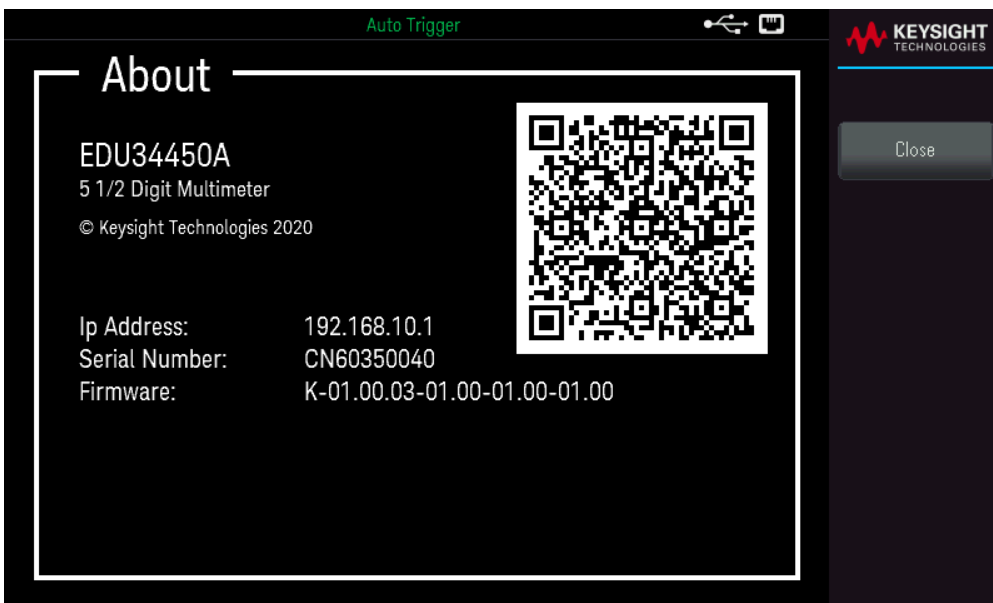 Auto Trigger
KEYSIGHT
TECHNOLOGIES
About
EDU34450A
5 1/2 Digit Multimeter
© Keysight Technologies 2020
Ip Address: 192.168.10.1
Serial Number: CN60350040
Firmware: K-01.00.03-01.00-01.00-01.00
Close